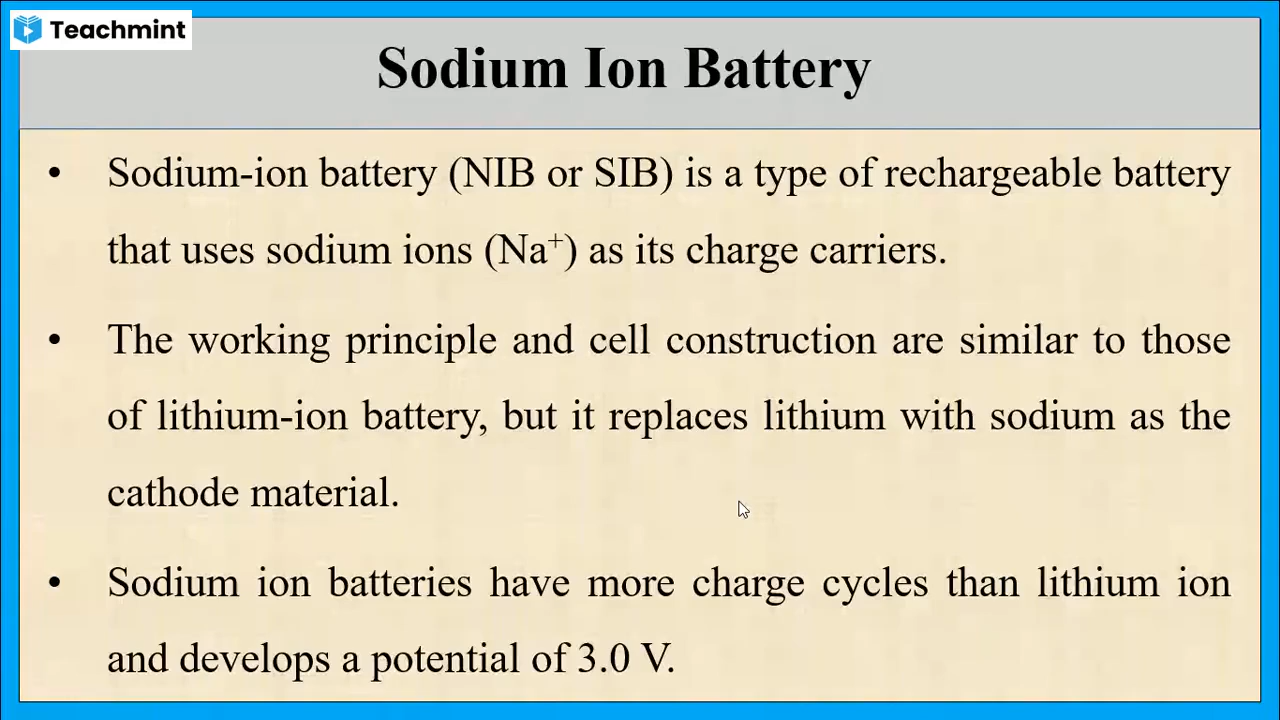 Teachmint
Sodium Ion Battery
• Sodium-ion battery (NIB or SIB) is a type of rechargeable battery
that uses sodium ions (Na⁺) as its charge carriers.
• The working principle and cell construction are similar to those
of lithium-ion battery, but it replaces lithium with sodium as the
cathode material.
• Sodium ion batteries have more charge cycles than lithium ion
and develops a potential of 3.0 V.